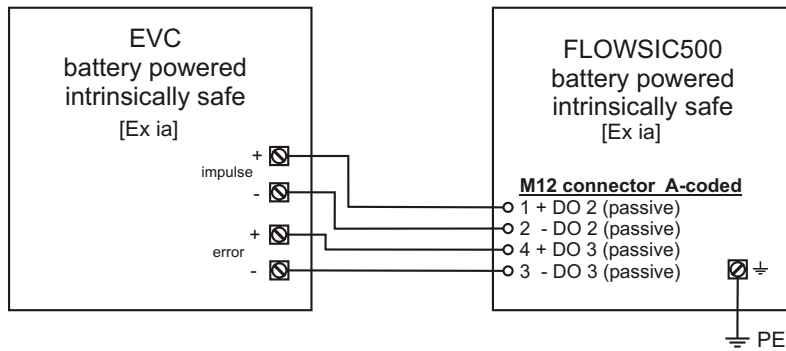 EVC
battery powered
intrinsically safe
[Ex ia]
+
impulse
-
+
error
-
FLOWSIC500
battery powered
intrinsically safe
[Ex ia]
M12 connector A-coded
1 + DO 2 (passive)
2 - DO 2 (passive)
4 + DO 3 (passive)
3 - DO 3 (passive)
PE